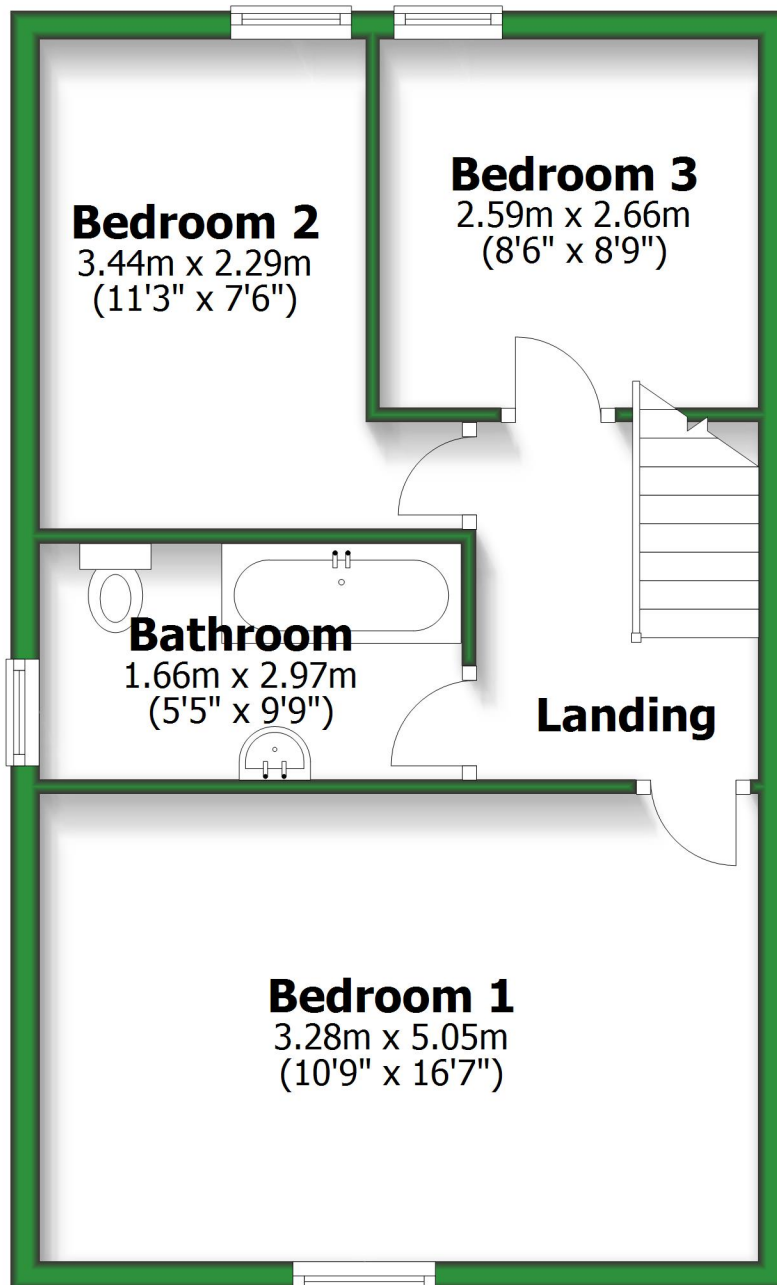 Bedroom 2
3.44m x 2.29m
(11'3" x 7'6")
Bedroom 3
2.59m x 2.66m
(8'6" x 8'9")
Bathroom
1.66m x 2.97m
(5'5" x 9'9")
Landing
Bedroom 1
3.28m x 5.05m
(10'9" x 16'7")